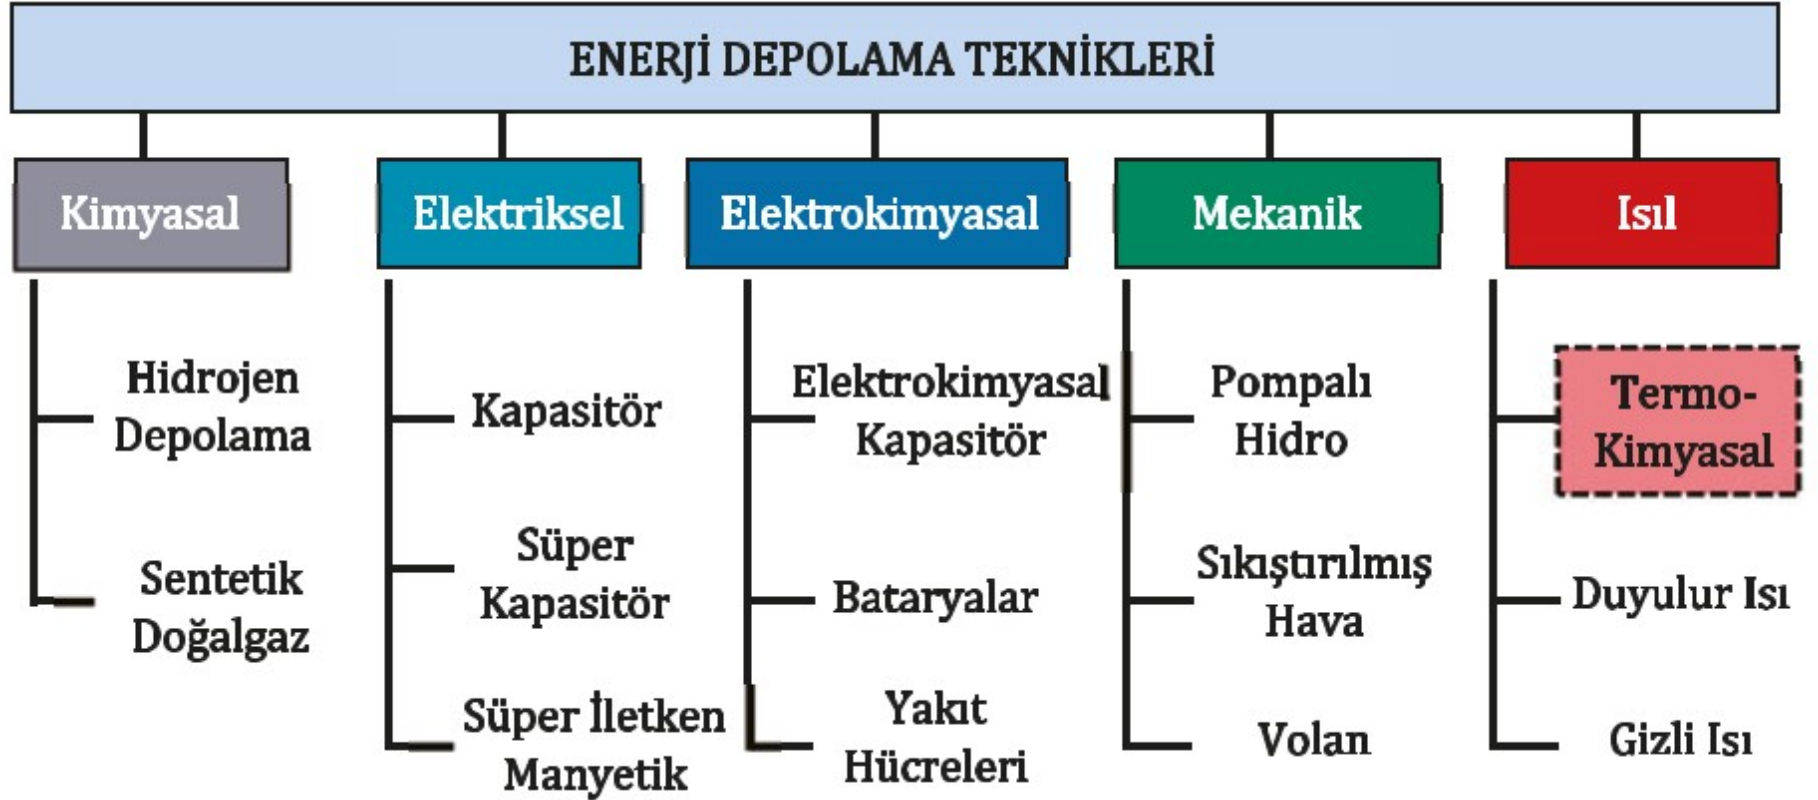 ENERJİ DEPOLAMA TEKNİKLERİ
Kimyasal
Hidrojen
Depolama
Sentetik
Doğalgaz
Elektriksel
Kapasitör
Süper
Kapasitör
Süper İletken
Manyetik
Elektrokimyasal
Elektrokimyasal
Kapasitör
Bataryalar
Yakıt
Hücreleri
Mekanik
Pompalı
Hidro
Sıkıştırılmış
Hava
Volan
Isıl
Termo-
Kimyasal
Duyulur Isı
Gizli Isı